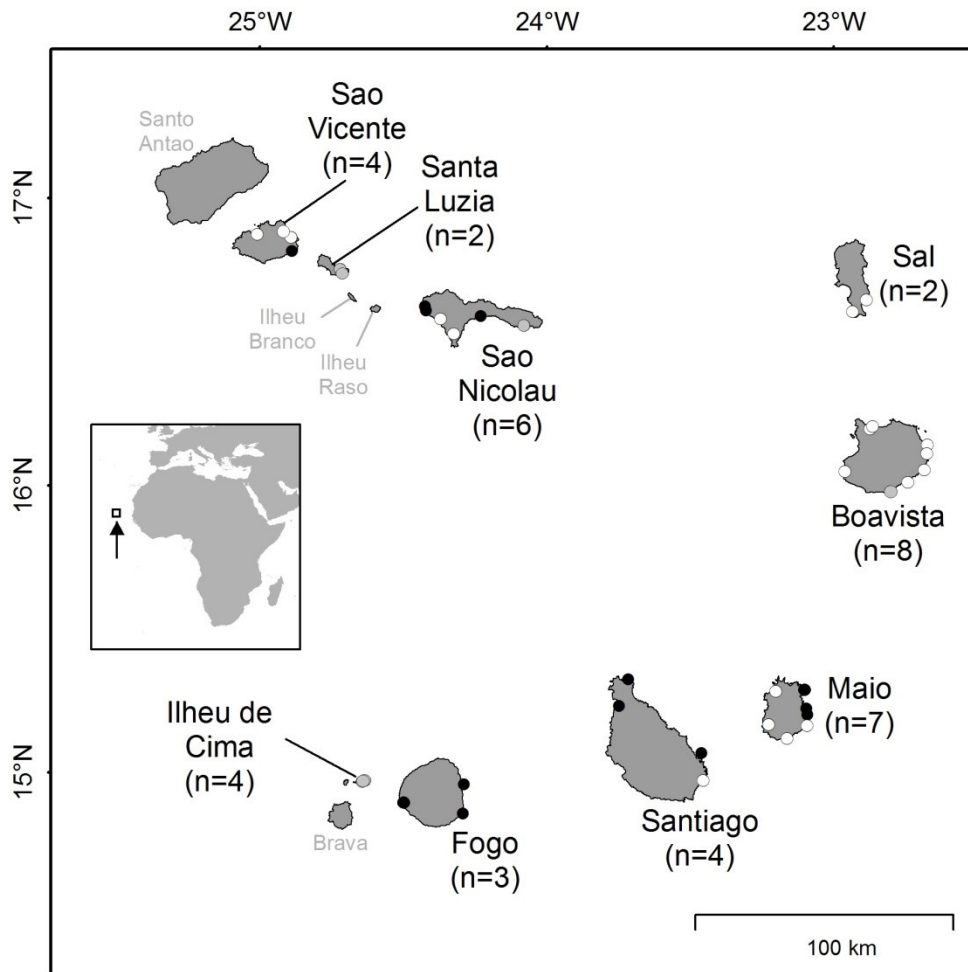 25°W
24°W
23°W
17°N
16°N
15°N
Santo
Antao
Sao
Vicente
(n=4)
Santa
Luzia
(n=2)
Ilheu
Branco
Ilheu
Raso
Sao
Nicolau
(n=6)
Sal
(n=2)
Boavista
(n=8)
Maio
(n=7)
Santiago
(n=4)
Fogo
(n=3)
Ilheu de
Cima
(n=4)
Brava
100 km